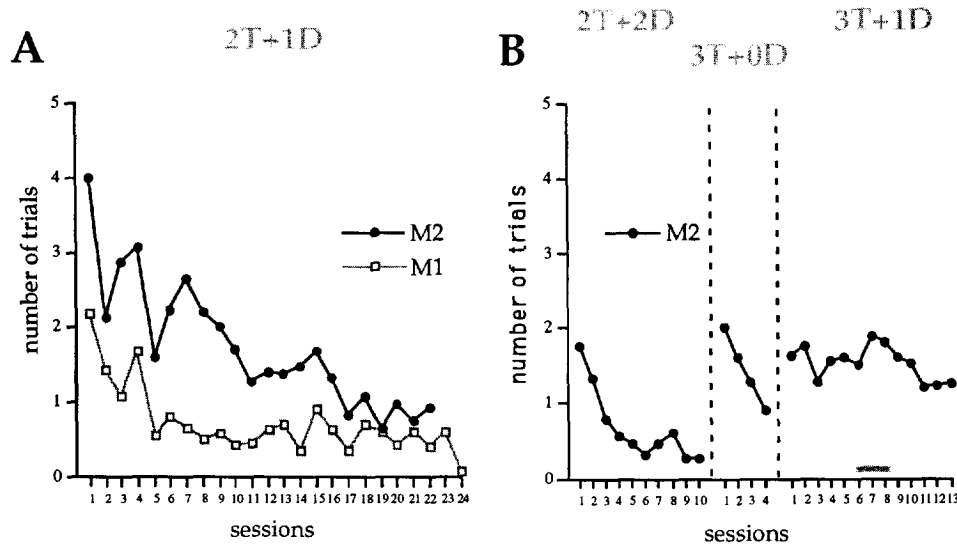 A
2T+1D
number of trials
5
4
3
2
1
0
M2
M1
1 2 3 4 5 6 7 8 9 10 11 12 13 14 15 16 17 18 19 20 21 22 23 24
sessions
B
2T+2D
3T+0D
3T+1D
number of trials
5
4
3
2
1
0
M2
1 2 3 4 5 6 7 8 9 10
1 2 3 4
1 2 3 4 5 6 7 8 9 10 11 12 13
sessions